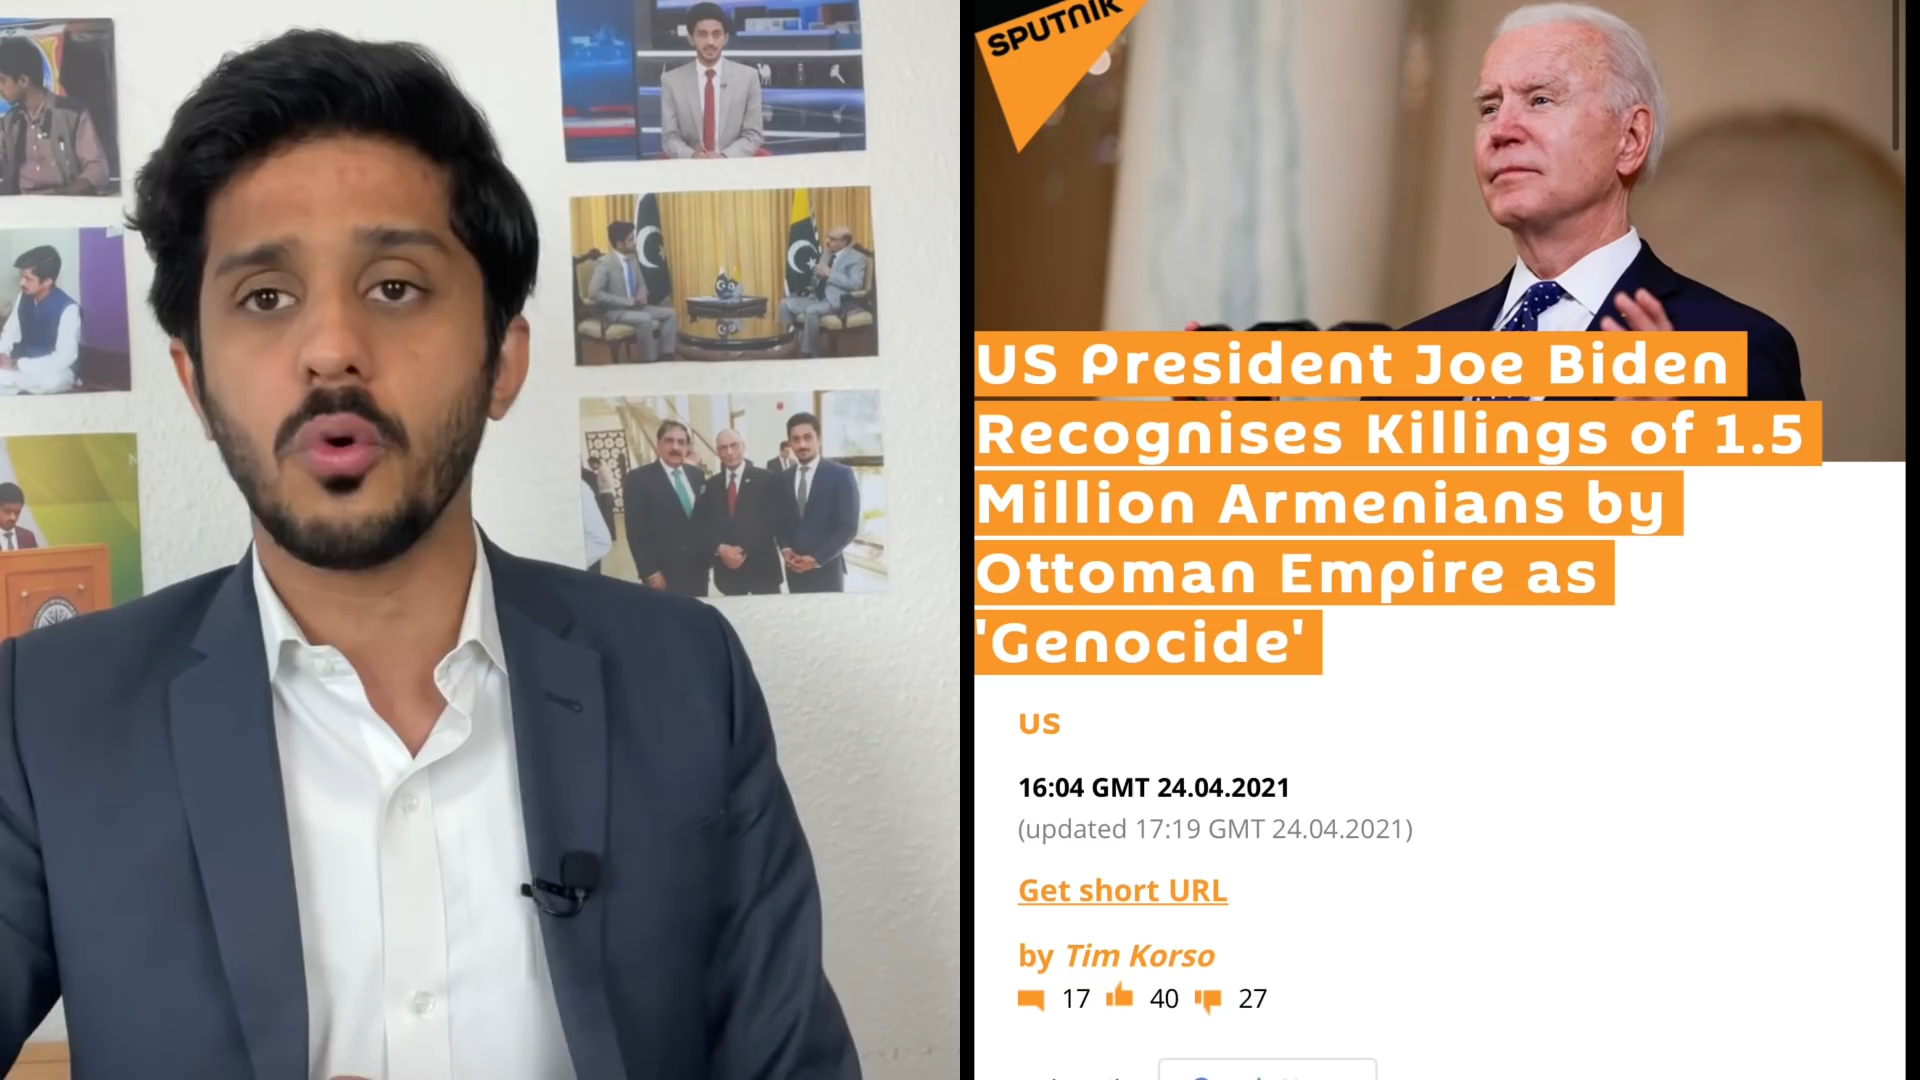 SPUTNIK
US President Joe Biden
Recognises Killings of 1.5
Million Armenians by
Ottoman Empire as
'Genocide'
US
16:04 GMT 24.04.2021
(updated 17:19 GMT 24.04.2021)
Get short URL
by Tim Korso
17 40 27